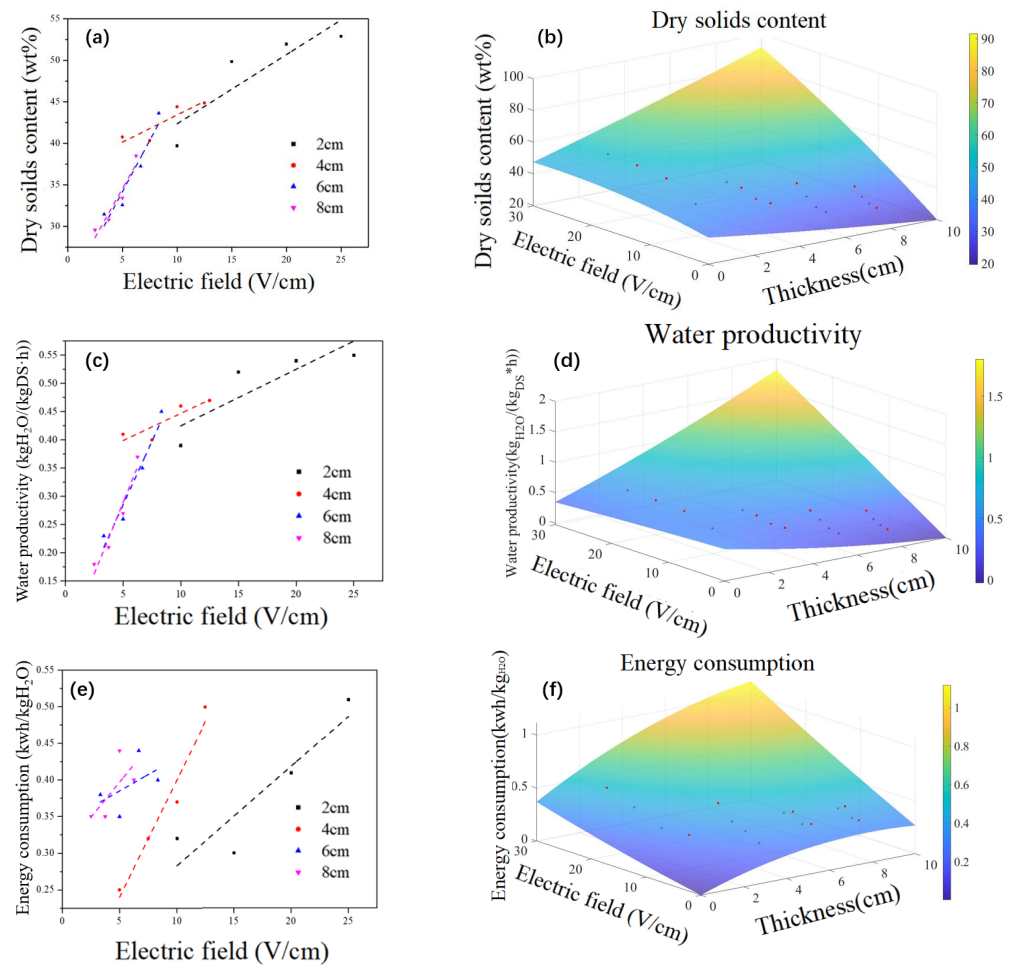 (a)
Dry soilds content (wt%)
55
50
45
40
35
30
2cm
4cm
6cm
8cm
0
5
10
15
20
25
Electric field (V/cm)
(b)
Dry solids content
Dry soilds content (wt%)
100
80
60
40
20
30
20
10
0
Electric field (V/cm)
0
2
4
6
8
10
Thickness(cm)
90
80
70
60
50
40
30
20
(c)
Water productivity (kgH₂O/(kgDS·h))
0.55
0.50
0.45
0.40
0.35
0.30
0.25
0.20
0.15
2cm
4cm
6cm
8cm
0
5
10
15
20
25
Electric field (V/cm)
(d)
Water productivity
Water productivity(kg_H2O/(kg_DS*h))
2
1.5
1
0.5
0
30
20
10
0
Electric field (V/cm)
0
2
4
6
8
10
Thickness(cm)
1.5
1
0.5
0
(e)
Energy consumption (kwh/kgH₂O)
0.55
0.50
0.45
0.40
0.35
0.30
0.25
2cm
4cm
6cm
8cm
0
5
10
15
20
25
Electric field (V/cm)
(f)
Energy consumption
Energy consumption(kwh/kg_H2O)
1
0.5
0
30
20
10
0
Electric field (V/cm)
0
2
4
6
8
10
Thickness(cm)
1
0.8
0.6
0.4
0.2